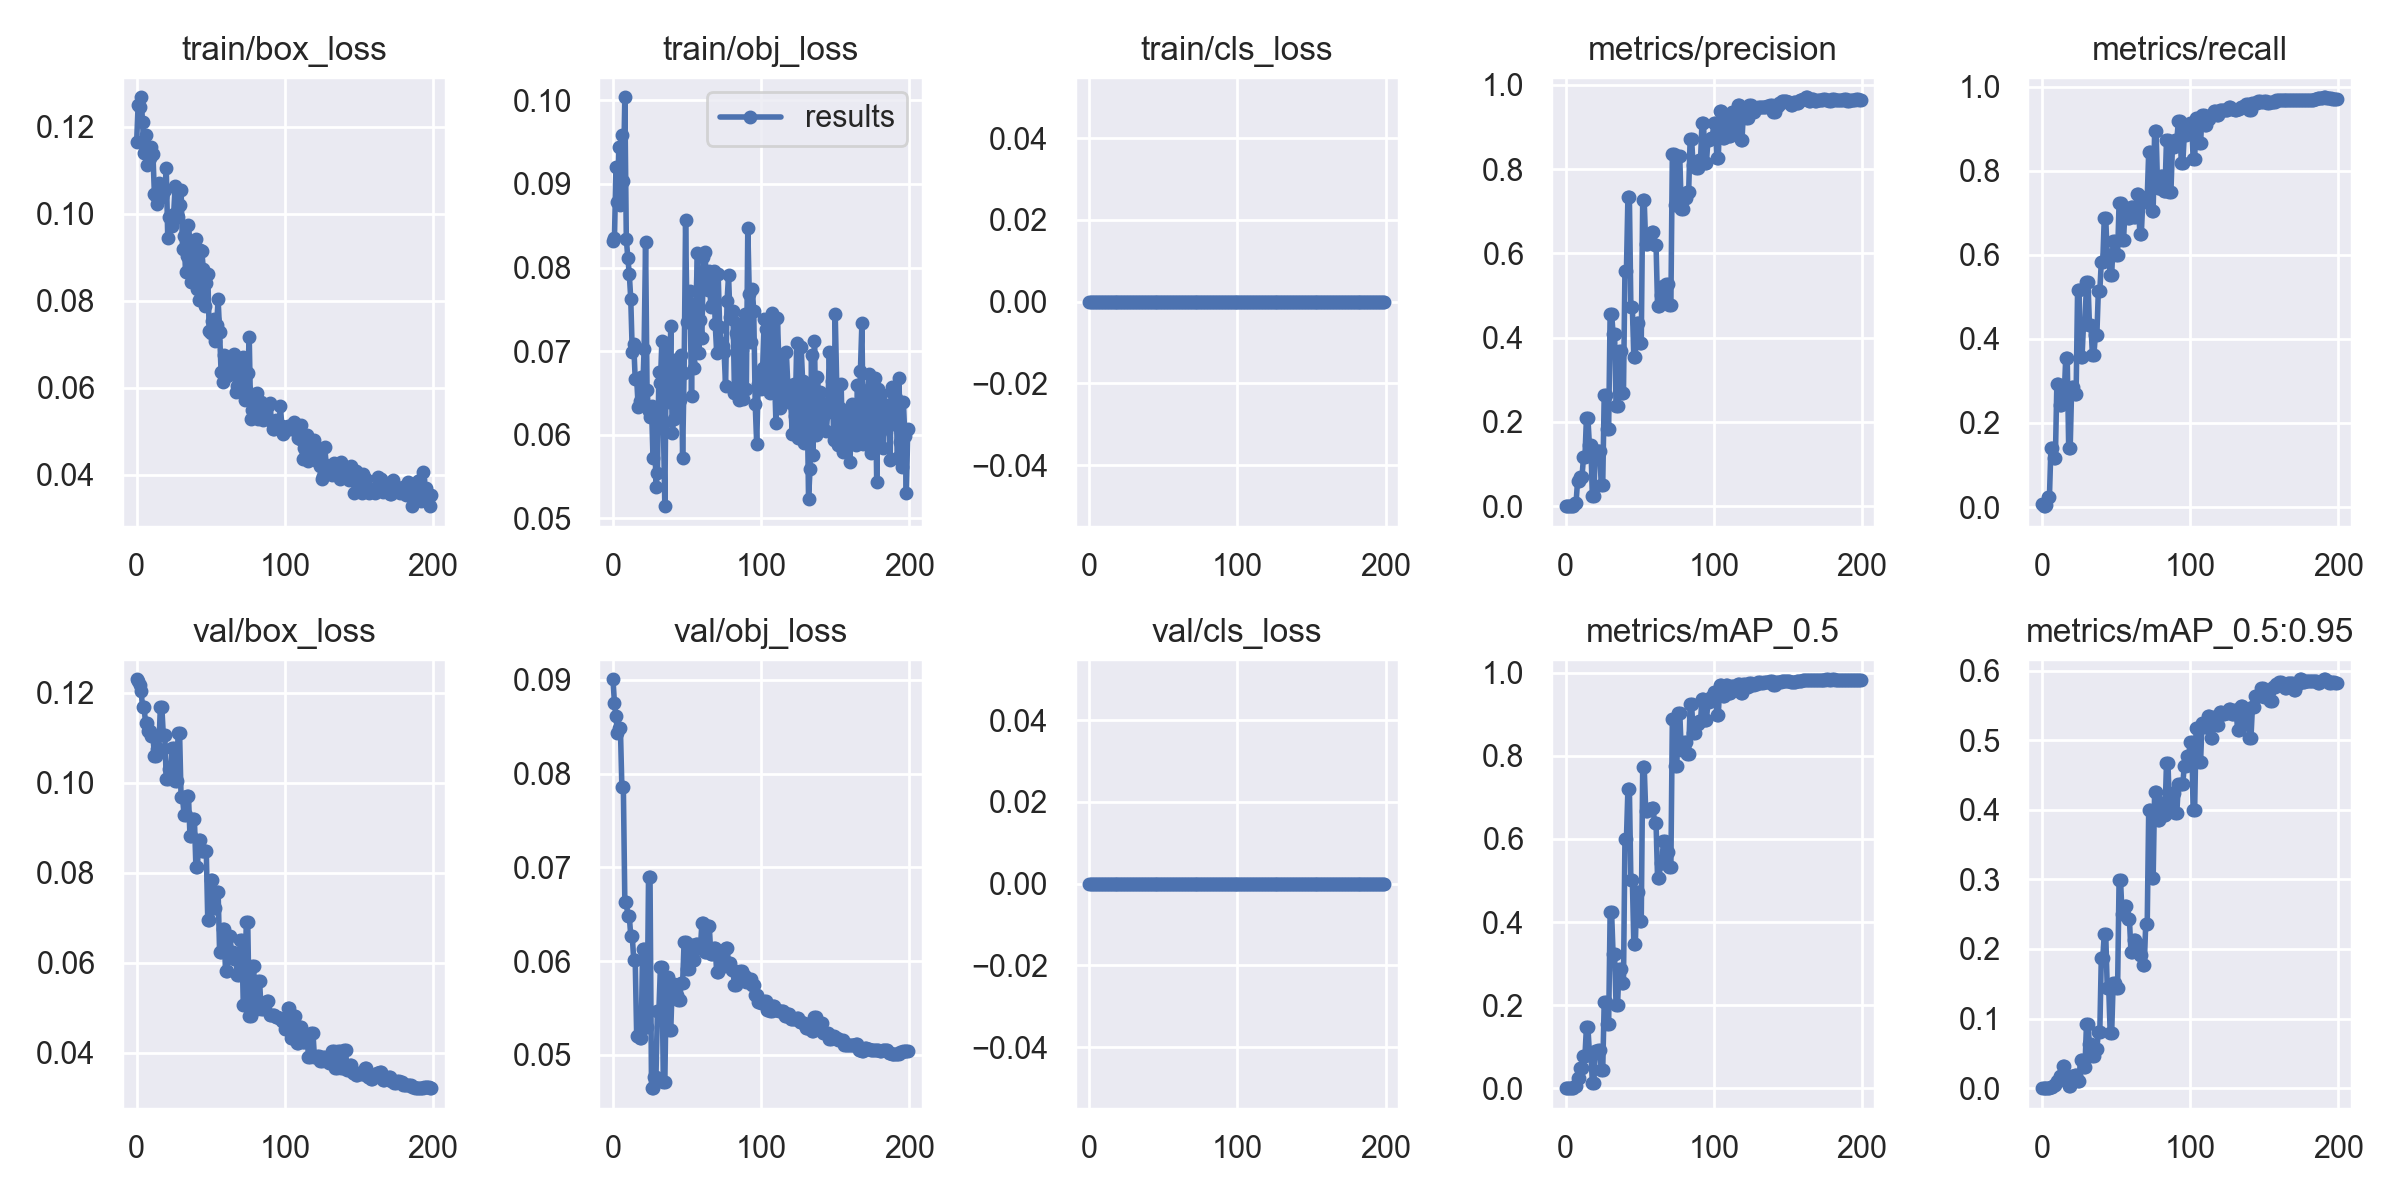 train/box_loss
train/obj_loss
train/cls_loss
metrics/precision
metrics/recall
0.12
0.10
0.08
0.06
0.04
0 100 200
results
0.10
0.09
0.08
0.07
0.06
0.05
0 100 200
0.04
0.02
0.00
−0.02
−0.04
0 100 200
1.0
0.8
0.6
0.4
0.2
0.0
0 100 200
1.0
0.8
0.6
0.4
0.2
0.0
0 100 200
val/box_loss
val/obj_loss
val/cls_loss
metrics/mAP_0.5
metrics/mAP_0.5:0.95
0.12
0.10
0.08
0.06
0.04
0 100 200
0.09
0.08
0.07
0.06
0.05
0 100 200
0.04
0.02
0.00
−0.02
−0.04
0 100 200
1.0
0.8
0.6
0.4
0.2
0.0
0 100 200
0.6
0.5
0.4
0.3
0.2
0.1
0.0
0 100 200